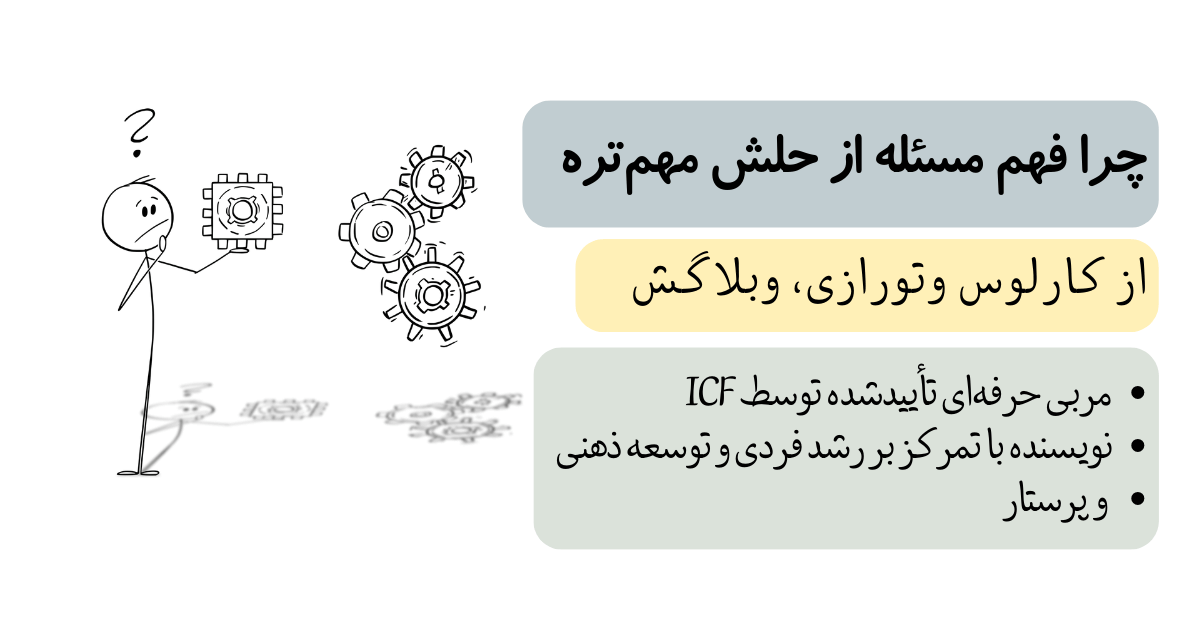 ?
چرا فهم مسئله از حلش مهم‌تره
از کارلوس وتورازی، وبلاگش
• مربی حرفه‌ای تأییدشده توسط ICF
• نویسنده با تمرکز بر رشد فردی و توسعه ذهنی
• و پرستار